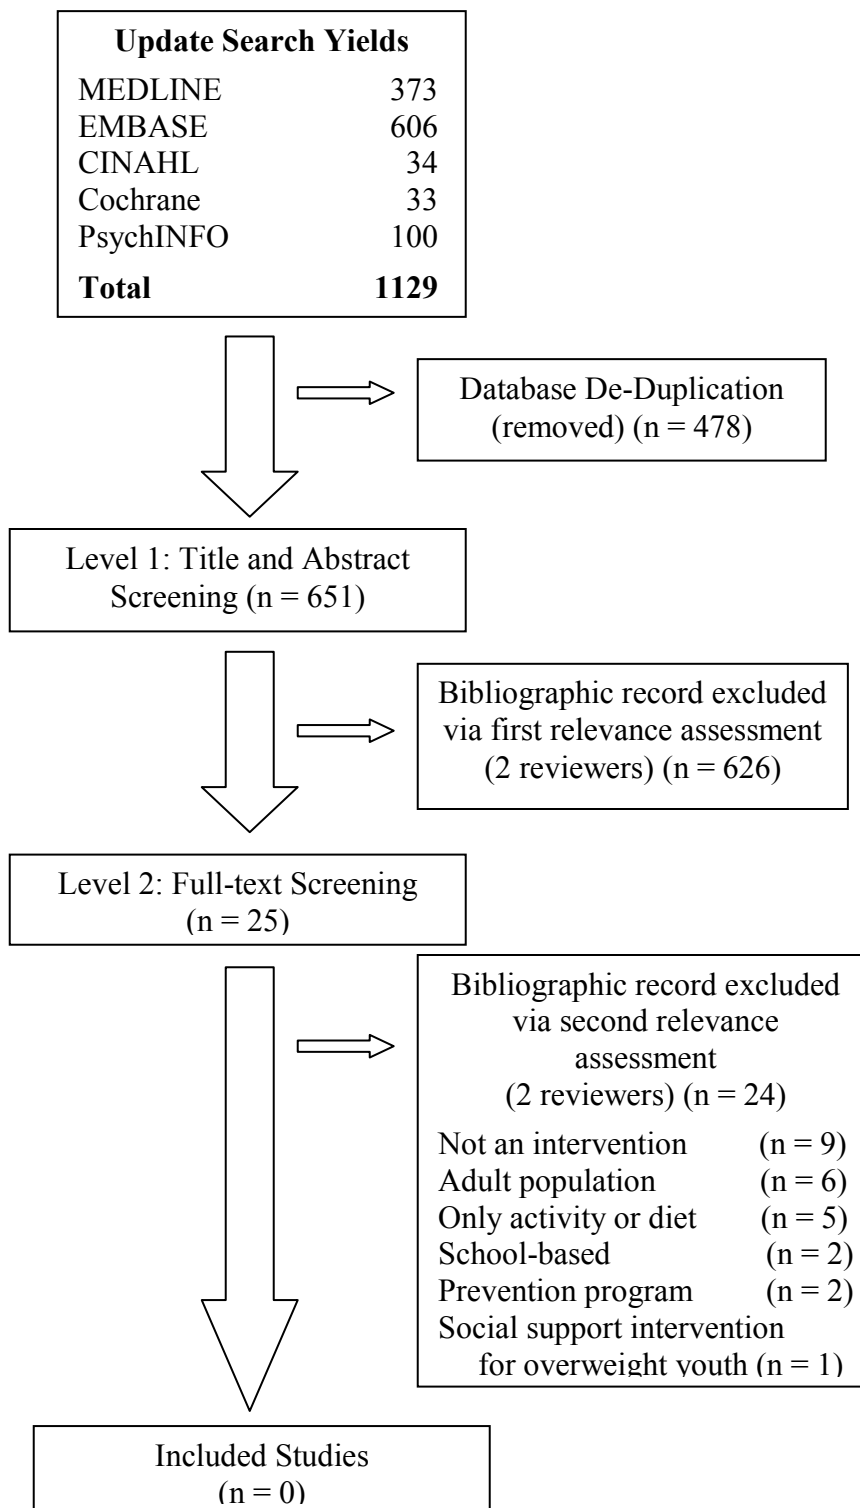 Update Search Yields
MEDLINE 373
EMBASE 606
CINAHL 34
Cochrane 33
PsychINFO 100
Total 1129
Database De-Duplication
(removed) (n = 478)
Level 1: Title and Abstract
Screening (n = 651)
Bibliographic record excluded
via first relevance assessment
(2 reviewers) (n = 626)
Level 2: Full-text Screening
(n = 25)
Bibliographic record excluded
via second relevance
assessment
(2 reviewers) (n = 24)
Not an intervention (n = 9)
Adult population (n = 6)
Only activity or diet (n = 5)
School-based (n = 2)
Prevention program (n = 2)
Social support intervention
for overweight youth (n = 1)
Included Studies
(n = 0)